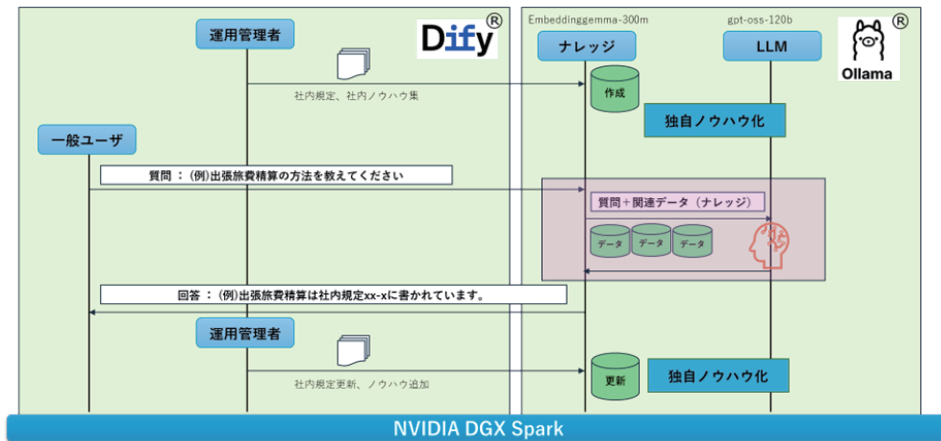 運用管理者
Dify
®
Embeddinggemma-300m
gpt-oss-120b
ナレッジ
LLM
®
Ollama
社内規定、社内ノウハウ集
作成
独自ノウハウ化
一般ユーザ
質問 : (例)出張旅費精算の方法を教えてください
質問+関連データ(ナレッジ)
データ データ データ
回答 : (例)出張旅費精算は社内規定xx-xに書かれています。
運用管理者
社内規定更新、ノウハウ追加
更新
独自ノウハウ化
NVIDIA DGX Spark